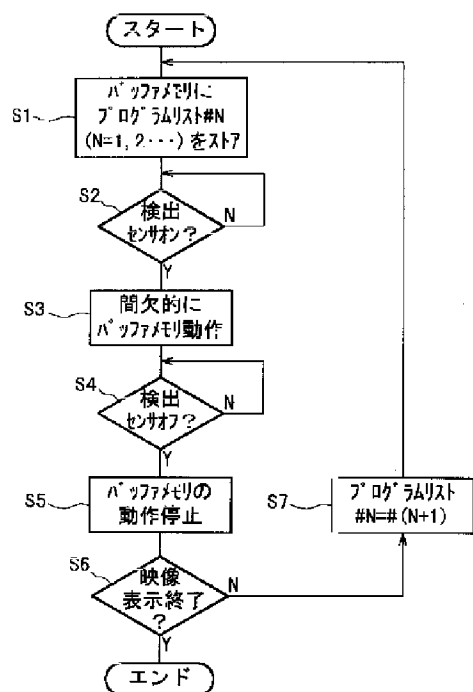 スタート
S1
バッファメモリに
プログラムリスト#N
(N=1, 2‥‥)をストア
S2
検出
センサオン?
N
Y
S3
間欠的に
バッファメモリ動作
S4
検出
センサオフ?
N
Y
S5
バッファメモリの
動作停止
S6
映像
表示終了
?
N
Y
S7
プログラムリスト
#N=#(N+1)
エンド